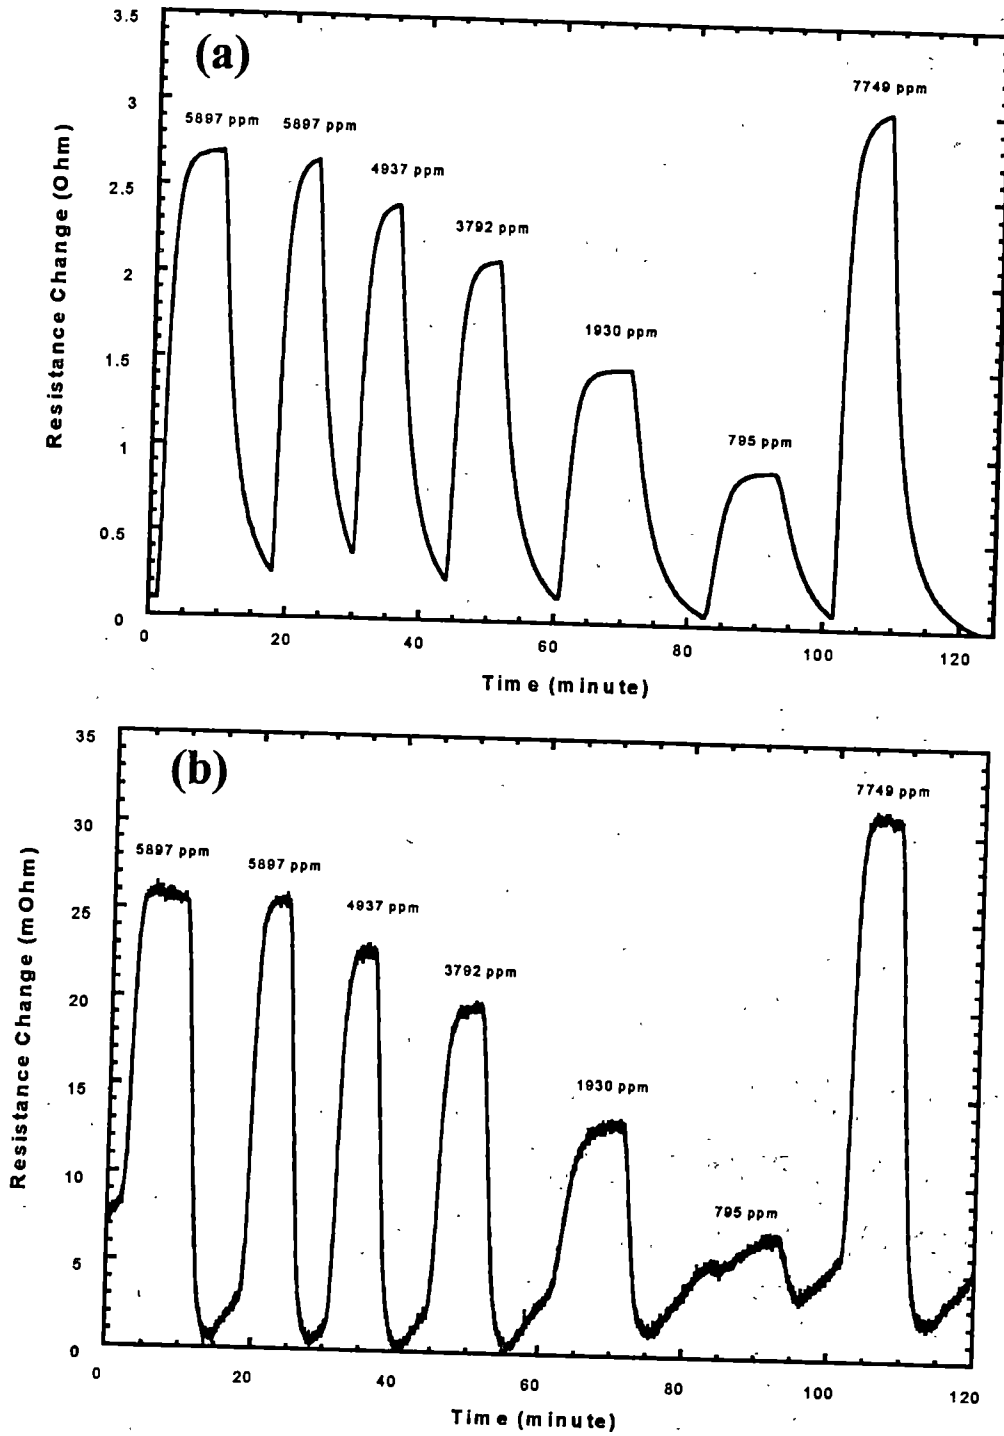 (a)
3.5
3
2.5
2
1.5
1
0.5
0
Resistance Change (Ohm)
5897 ppm
5897 ppm
4937 ppm
3792 ppm
1930 ppm
795 ppm
7749 ppm
0 20 40 60 80 100 120
Time (minute)
(b)
35
30
25
20
15
10
5
0
Resistance Change (mOhm)
5897 ppm
5897 ppm
4937 ppm
3792 ppm
1930 ppm
795 ppm
7749 ppm
0 20 40 60 80 100 120
Time (minute)